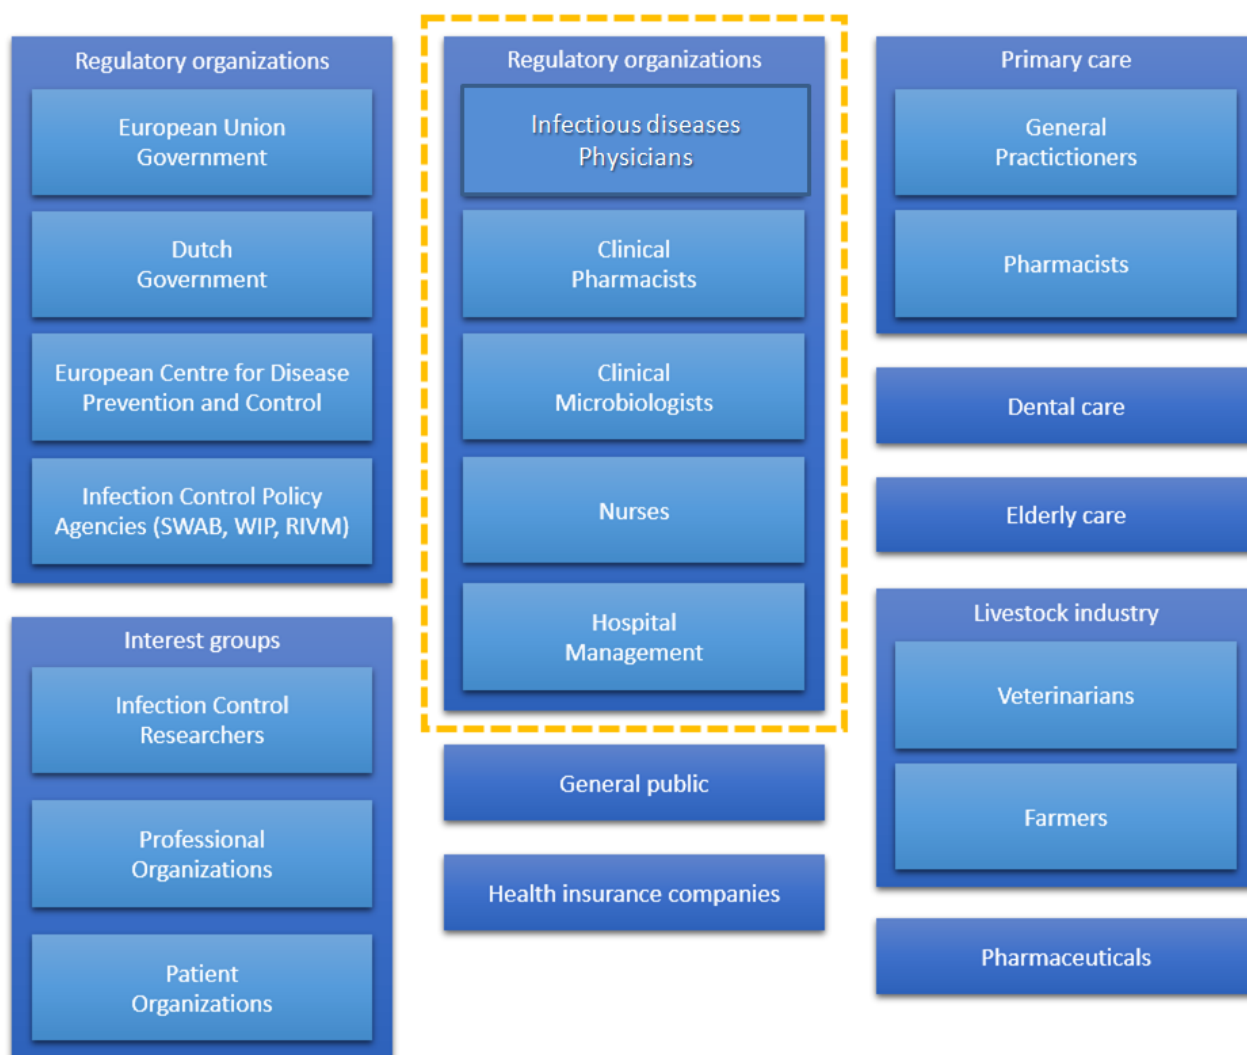 Regulatory organizations
European Union
Government
Dutch
Government
European Centre for Disease
Prevention and Control
Infection Control Policy
Agencies (SWAB, WIP, RIVM)
Interest groups
Infection Control
Researchers
Professional
Organizations
Patient
Organizations
Regulatory organizations
Infectious diseases
Physicians
Clinical
Pharmacists
Clinical
Microbiologists
Nurses
Hospital
Management
General public
Health insurance companies
Primary care
General
Practictioners
Pharmacists
Dental care
Elderly care
Livestock industry
Veterinarians
Farmers
Pharmaceuticals